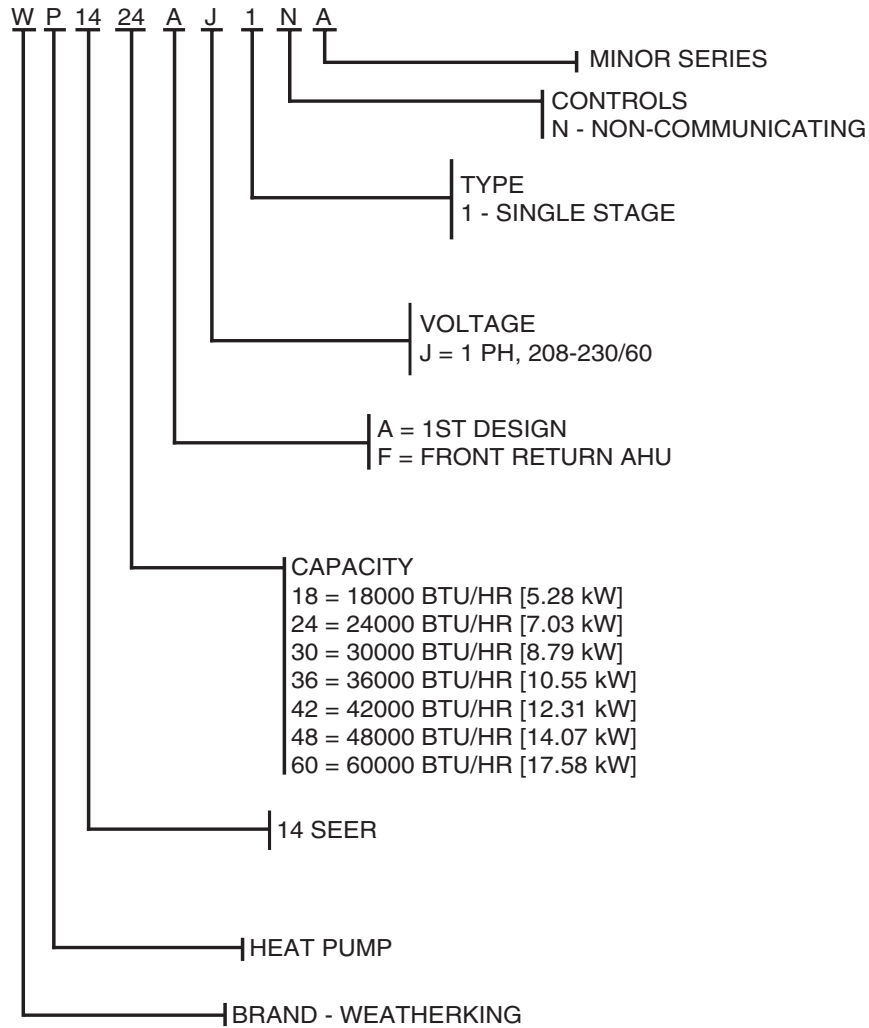 W P 14 24 A J 1 N A
MINOR SERIES
CONTROLS
N - NON-COMMUNICATING
TYPE
1 - SINGLE STAGE
VOLTAGE
J = 1 PH, 208-230/60
A = 1ST DESIGN
F = FRONT RETURN AHU
CAPACITY
18 = 18000 BTU/HR [5.28 kW]
24 = 24000 BTU/HR [7.03 kW]
30 = 30000 BTU/HR [8.79 kW]
36 = 36000 BTU/HR [10.55 kW]
42 = 42000 BTU/HR [12.31 kW]
48 = 48000 BTU/HR [14.07 kW]
60 = 60000 BTU/HR [17.58 kW]
14 SEER
HEAT PUMP
BRAND - WEATHERKING